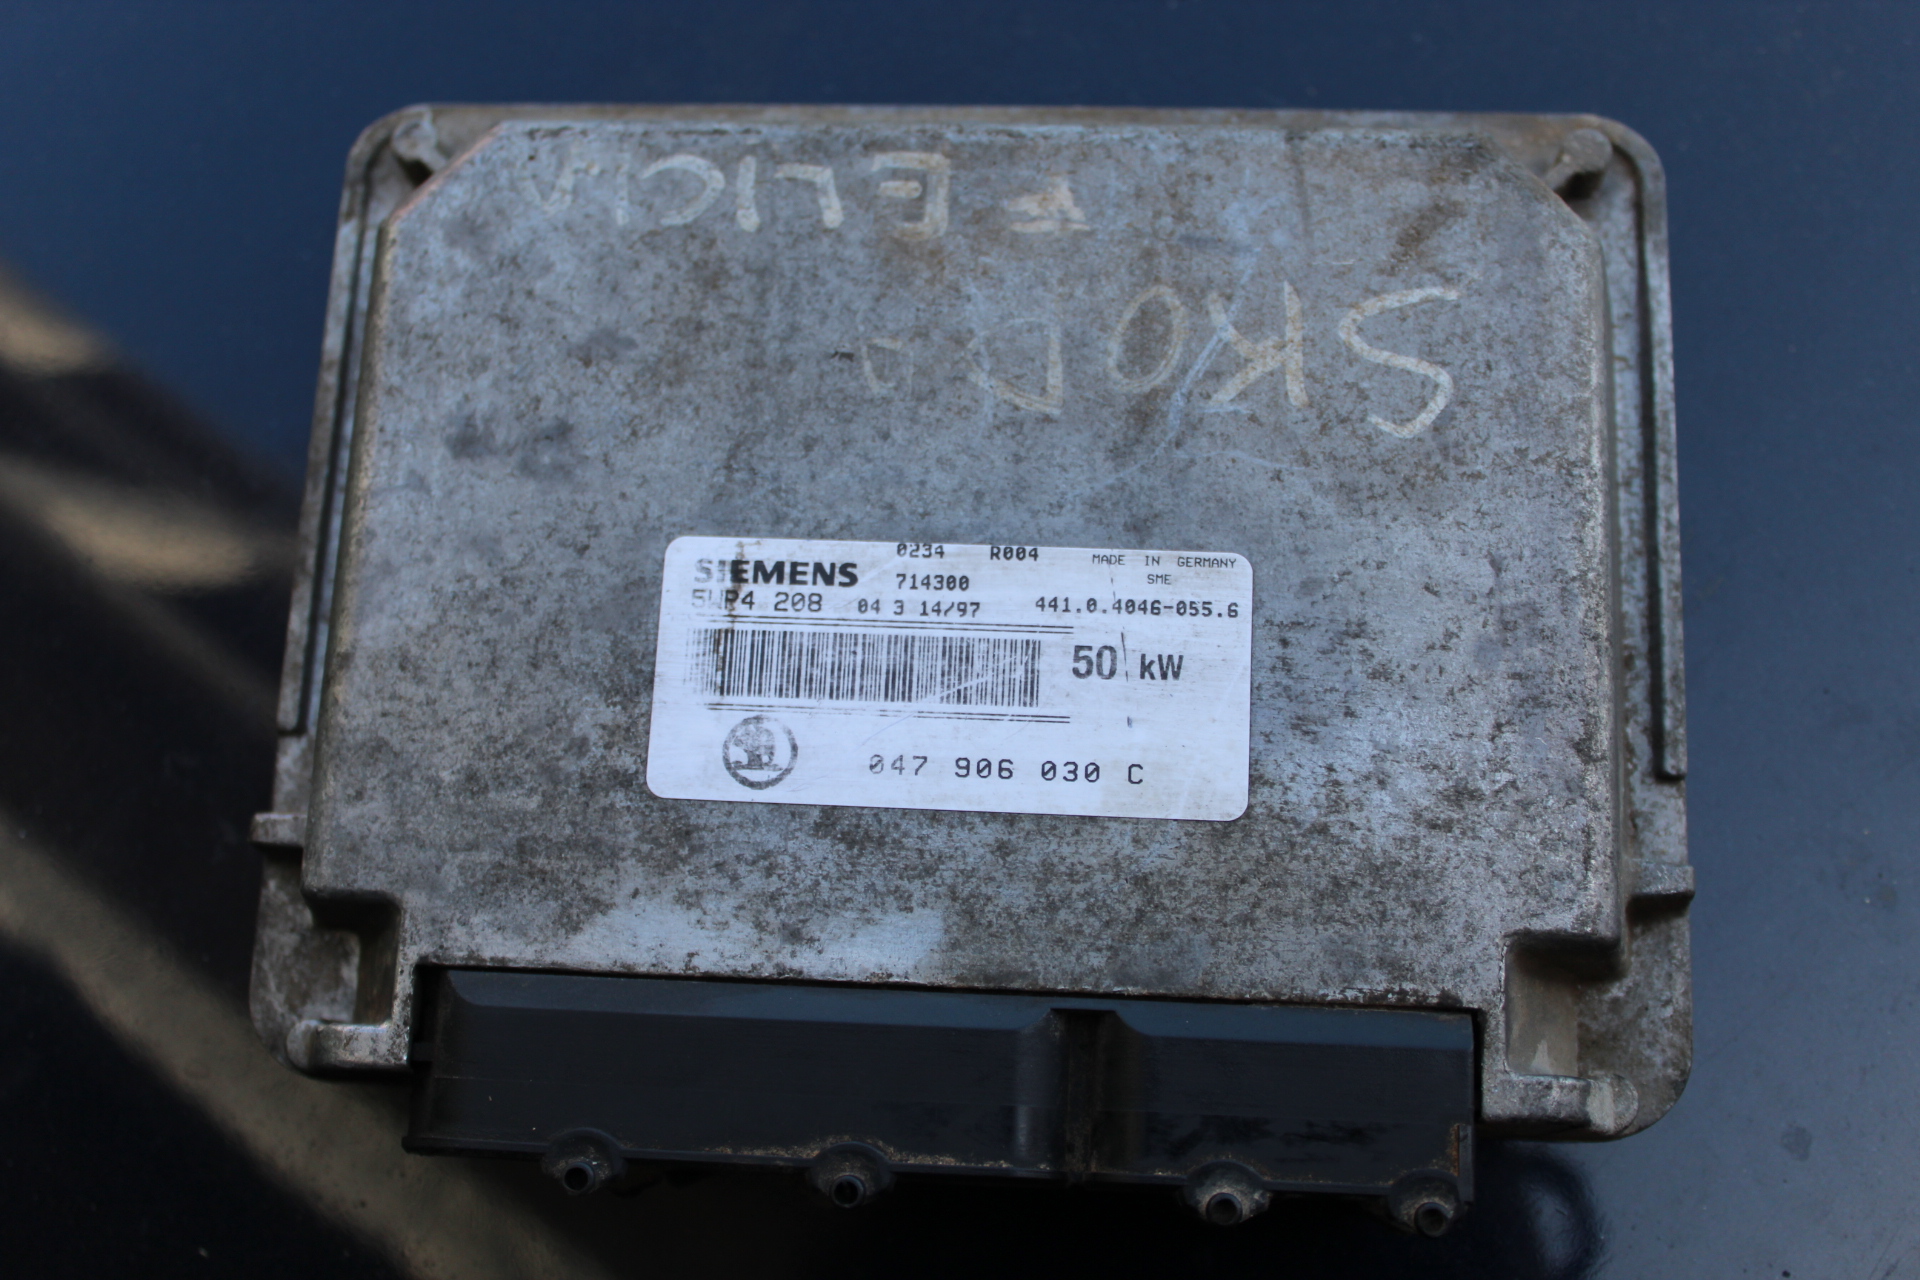 SKODA
FELICIA
0234 R004 MADE IN GERMANY
SIEMENS 714300 SME
5WP4 208 04 3 14/97 441.0.4046-055.6
50 kW
047 906 030 C